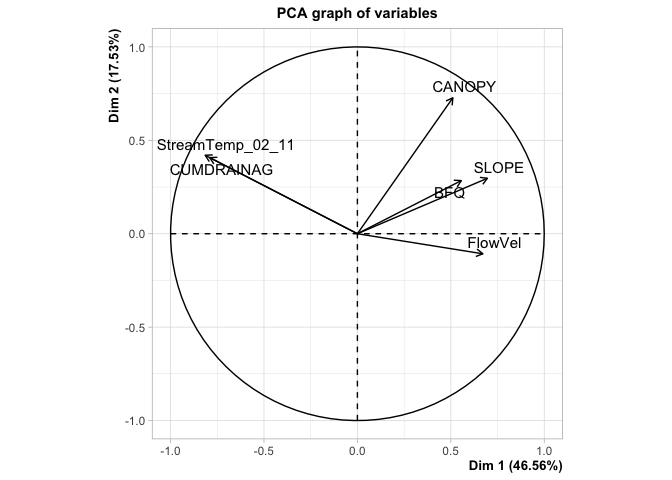 PCA graph of variables
Dim 2 (17.53%)
1.0
0.5
0.0
-0.5
-1.0
CANOPY
StreamTemp_02_11
CUMDRAINAG
SLOPE
BFQ
FlowVel
-1.0 -0.5 0.0 0.5 1.0
Dim 1 (46.56%)